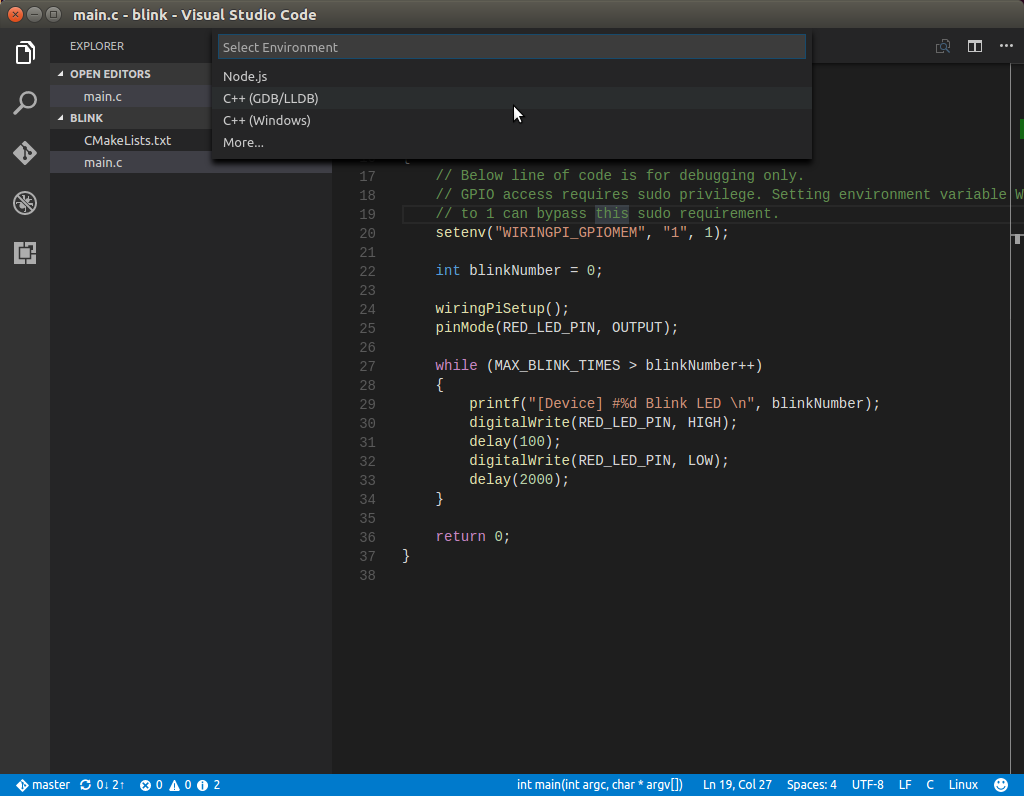 main.c - blink - Visual Studio Code
EXPLORER
OPEN EDITORS
main.c
BLINK
CMakeLists.txt
main.c
Select Environment
Node.js
C++ (GDB/LLDB)
C++ (Windows)
More...
17 // Below line of code is for debugging only.
18 // GPIO access requires sudo privilege. Setting environment variable W
19 // to 1 can bypass this sudo requirement.
20 setenv("WIRINGPI_GPIOMEM", "1", 1);
21
22 int blinkNumber = 0;
23
24 wiringPiSetup();
25 pinMode(RED_LED_PIN, OUTPUT);
26
27 while (MAX_BLINK_TIMES > blinkNumber++)
28 {
29 printf("[Device] #%d Blink LED \n", blinkNumber);
30 digitalWrite(RED_LED_PIN, HIGH);
31 delay(100);
32 digitalWrite(RED_LED_PIN, LOW);
33 delay(2000);
34 }
35
36 return 0;
37 }
38
master 0↓ 2↑ 0 0 2 int main(int argc, char * argv[]) Ln 19, Col 27 Spaces: 4 UTF-8 LF C Linux